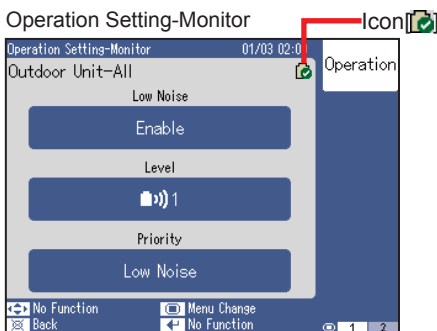 Operation Setting-Monitor
Icon[ ]
Operation Setting-Monitor 01/03 02:0
Outdoor Unit-All
Operation
Low Noise
Enable
Level
1
Priority
Low Noise
No Function Menu Change
Back No Function
1 2